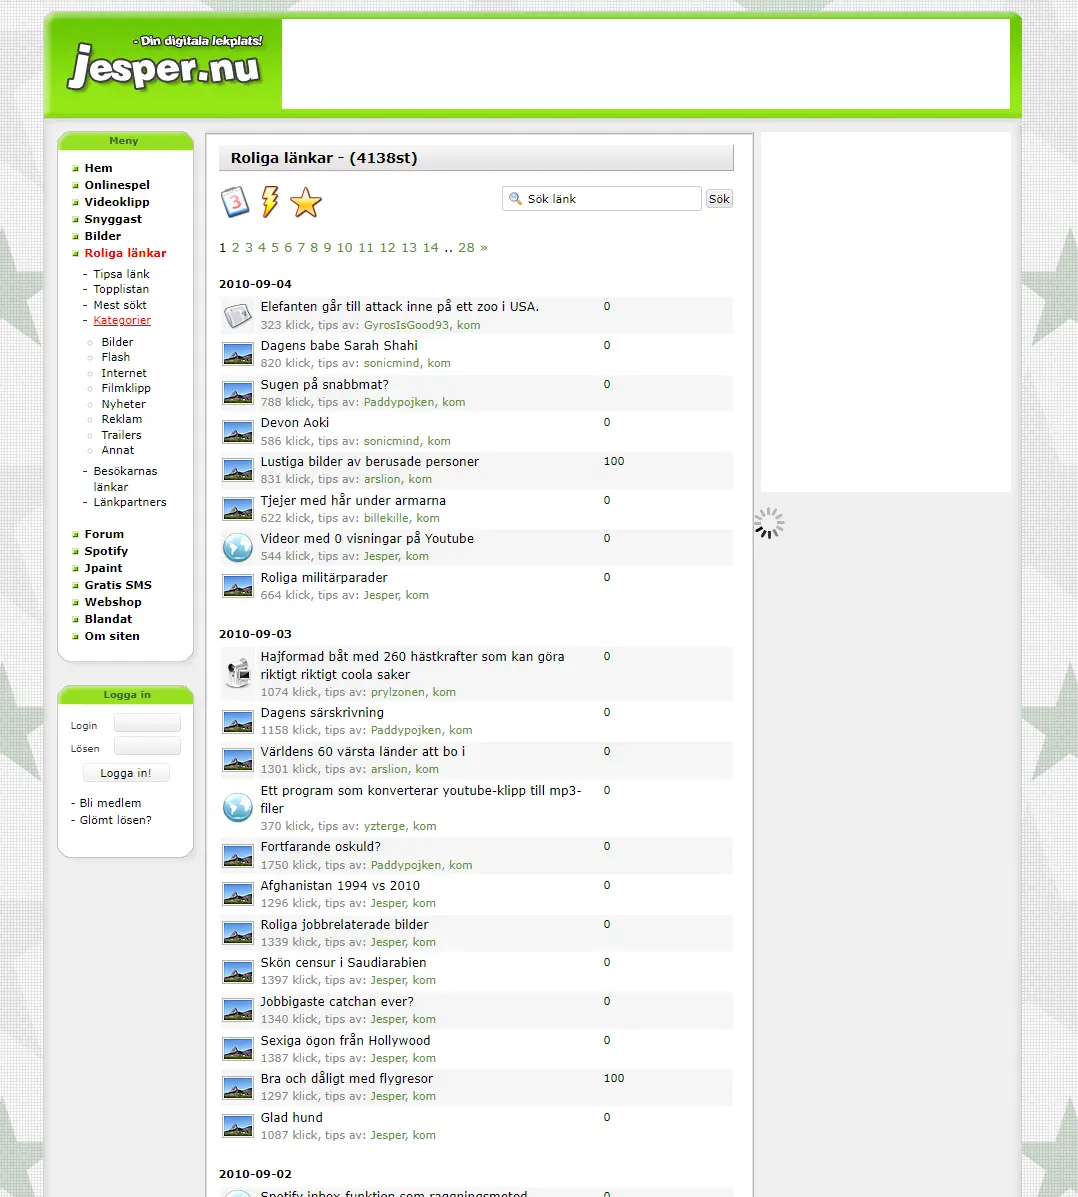 - Din digitala lekplats!
jesper.nu
Meny
Hem
Onlinespel
Videoklipp
Snyggast
Bilder
Roliga länkar
- Tipsa länk
- Topplistan
- Mest sökt
- Kategorier
Bilder
Flash
Internet
Filmklipp
Nyheter
Reklam
Trailers
Annat
- Besökarnas
länkar
- Länkpartners
Forum
Spotify
Jpaint
Gratis SMS
Webshop
Blandat
Om siten
Logga in
Login
Lösen
Logga in!
- Bli medlem
- Glömt lösen?
Roliga länkar - (4138st)
3
Sök länk
Sök
1 2 3 4 5 6 7 8 9 10 11 12 13 14 .. 28 »
2010-09-04
Elefanten går till attack inne på ett zoo i USA. 0
323 klick, tips av: GyrosIsGood93, kom
Dagens babe Sarah Shahi 0
820 klick, tips av: sonicmind, kom
Sugen på snabbmat? 0
788 klick, tips av: Paddypojken, kom
Devon Aoki 0
586 klick, tips av: sonicmind, kom
Lustiga bilder av berusade personer 100
831 klick, tips av: arslion, kom
Tjejer med hår under armarna 0
622 klick, tips av: billekille, kom
Videor med 0 visningar på Youtube 0
544 klick, tips av: Jesper, kom
Roliga militärparader 0
664 klick, tips av: Jesper, kom
2010-09-03
Hajformad båt med 260 hästkrafter som kan göra 0
riktigt riktigt coola saker
1074 klick, tips av: prylzonen, kom
Dagens särskrivning 0
1158 klick, tips av: Paddypojken, kom
Världens 60 värsta länder att bo i 0
1301 klick, tips av: arslion, kom
Ett program som konverterar youtube-klipp till mp3- 0
filer
370 klick, tips av: yzterge, kom
Fortfarande oskuld? 0
1750 klick, tips av: Paddypojken, kom
Afghanistan 1994 vs 2010 0
1296 klick, tips av: Jesper, kom
Roliga jobbrelaterade bilder 0
1339 klick, tips av: Jesper, kom
Skön censur i Saudiarabien 0
1397 klick, tips av: Jesper, kom
Jobbigaste catchan ever? 0
1340 klick, tips av: Jesper, kom
Sexiga ögon från Hollywood 0
1387 klick, tips av: Jesper, kom
Bra och dåligt med flygresor 100
1297 klick, tips av: Jesper, kom
Glad hund 0
1087 klick, tips av: Jesper, kom
2010-09-02
Spotify inbox-funktion som raggningsmetod 0